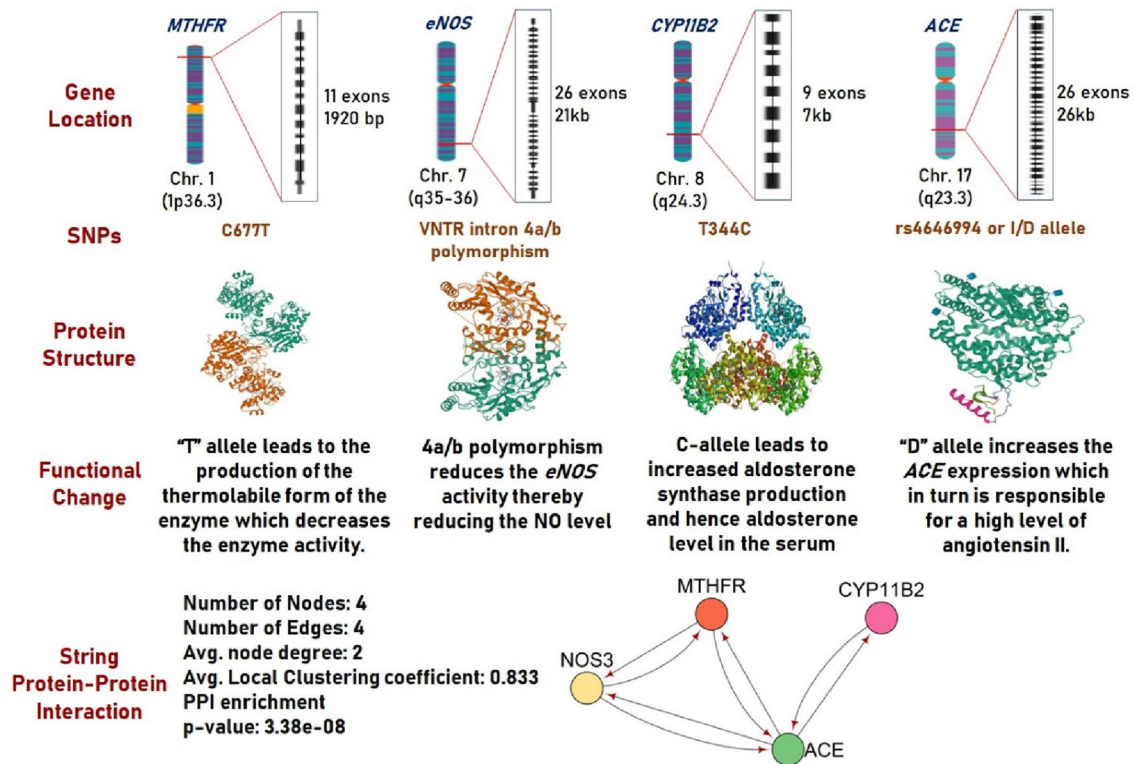 MTHFR
eNOS
CYP11B2
ACE
Gene
Location
11 exons
1920 bp
26 exons
21kb
9 exons
7kb
26 exons
26kb
Chr. 1
(1p36.3)
Chr. 7
(q35-36)
Chr. 8
(q24.3)
Chr. 17
(q23.3)
SNPs
C677T
VNTR intron 4a/b
polymorphism
T344C
rs4646994 or I/D allele
Protein
Structure
Functional
Change
"T" allele leads to the
production of the
thermolabile form of the
enzyme which decreases
the enzyme activity.
4a/b polymorphism
reduces the eNOS
activity thereby
reducing the NO level
C-allele leads to
increased aldosterone
synthase production
and hence aldosterone
level in the serum
"D" allele increases the
ACE expression which
in turn is responsible
for a high level of
angiotensin II.
String
Protein-Protein
Interaction
Number of Nodes: 4
Number of Edges: 4
Avg. node degree: 2
Avg. Local Clustering coefficient: 0.833
PPI enrichment
p-value: 3.38e-08
MTHFR
CYP11B2
NOS3
ACE